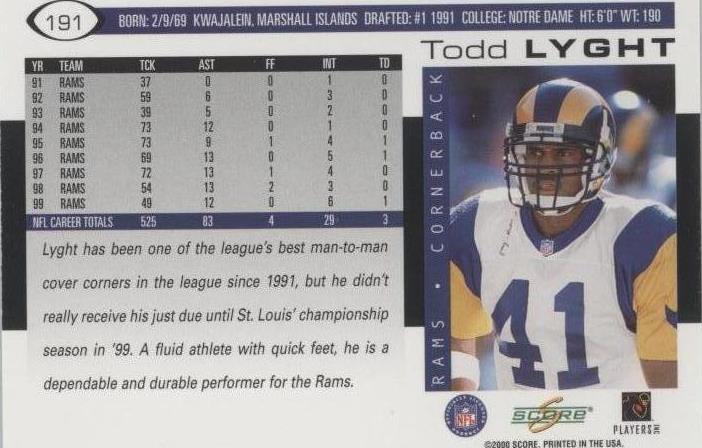 191
BORN: 2/9/69 KWAJALEIN, MARSHALL ISLANDS DRAFTED: #1 1991 COLLEGE: NOTRE DAME HT: 6'0" WT: 190
Todd LYGHT
YR TEAM TCK AST FF INT TD
91 RAMS 37 0 0 1 0
92 RAMS 59 6 0 3 0
93 RAMS 39 5 0 2 0
94 RAMS 73 12 0 1 0
95 RAMS 73 9 1 4 1
96 RAMS 69 13 0 5 1
97 RAMS 72 13 1 4 0
98 RAMS 54 13 2 3 0
99 RAMS 49 12 0 6 1
NFL CAREER TOTALS 525 83 4 29 3
Lyght has been one of the league's best man-to-man
cover corners in the league since 1991, but he didn't
really receive his just due until St. Louis' championship
season in '99. A fluid athlete with quick feet, he is a
dependable and durable performer for the Rams.
RAMS • CORNERBACK
41
NFL
SCORE
PLAYERS INC
©2000 SCORE. PRINTED IN THE USA.